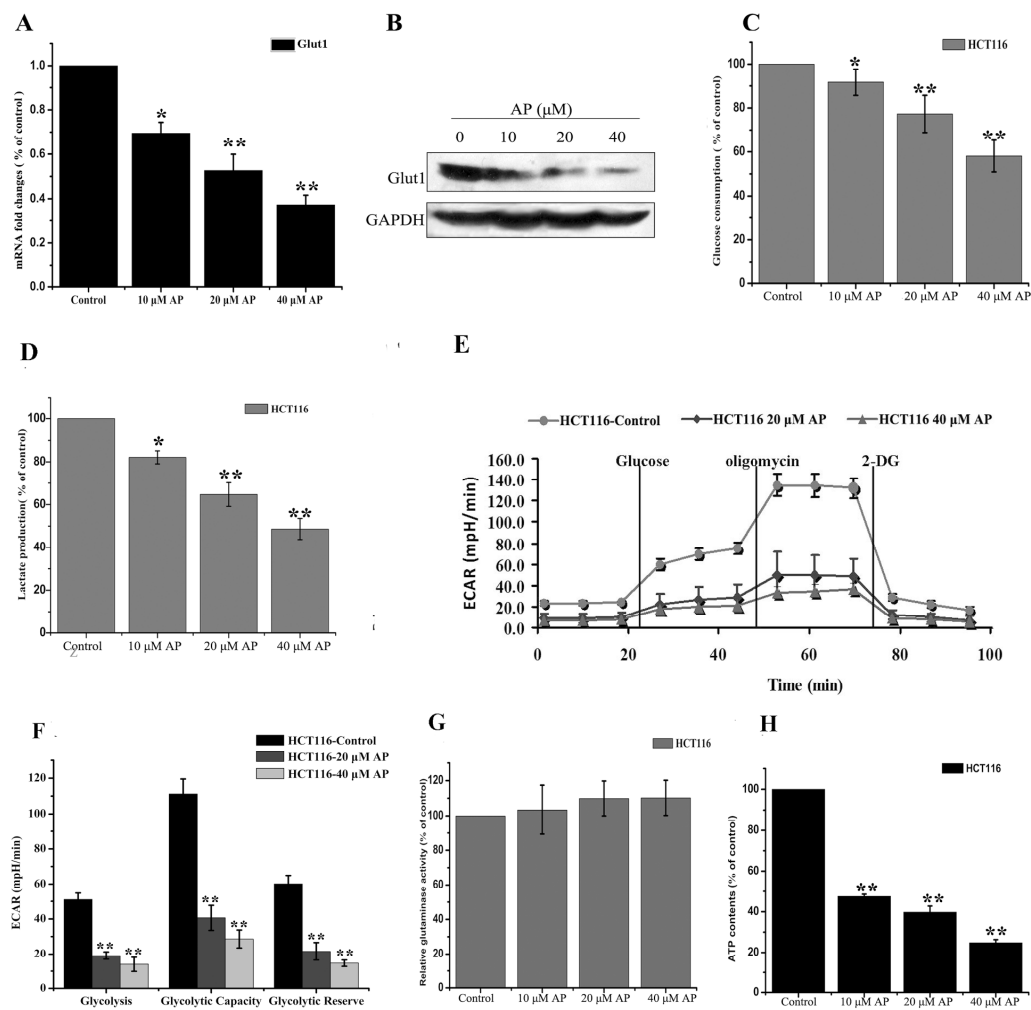 A
Glut1
mRNA fold changes ( % of control )
1.0
0.8
0.6
0.4
0.2
0.0
*
**
**
Control
10 μM AP
20 μM AP
40 μM AP
B
AP (μM)
0 10 20 40
Glut1
GAPDH
C
HCT116
Glucose consumption ( % of control)
100
80
60
40
20
0
*
**
**
Control
10 μM AP
20 μM AP
40 μM AP
D
HCT116
Lactate production( % of control)
100
80
60
40
20
0
*
**
**
Control
10 μM AP
20 μM AP
40 μM AP
E
HCT116-Control
HCT116 20 μM AP
HCT116 40 μM AP
Glucose
oligomycin
2-DG
ECAR (mpH/min)
160.0
140.0
120.0
100.0
80.0
60.0
40.0
20.0
0.0
0 20 40 60 80 100
Time (min)
F
HCT116-Control
HCT116-20 μM AP
HCT116-40 μM AP
ECAR (mpH/min)
120
100
80
60
40
20
0
** **
** **
** **
Glycolysis
Glycolytic Capacity
Glycolytic Reserve
G
HCT116
Relative glutaminase activity (% of control)
120
100
80
60
40
20
0
Control
10 μM AP
20 μM AP
40 μM AP
H
HCT116
ATP contents (% of control)
100
80
60
40
20
0
**
**
**
Control
10 μM AP
20 μM AP
40 μM AP